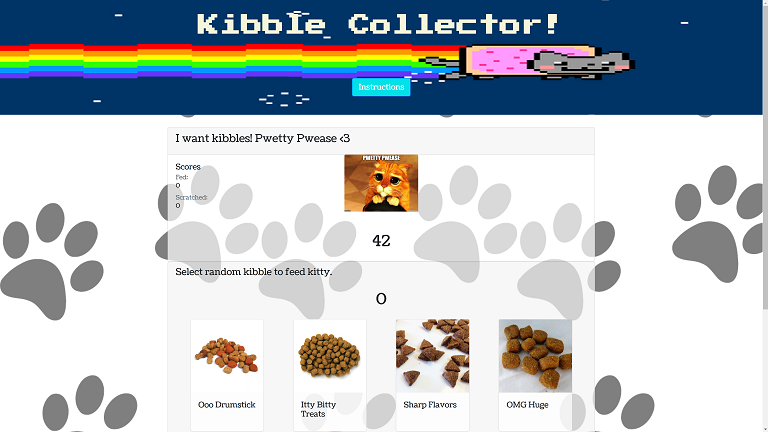 Kibble Collector!
Instructions
I want kibbles! Pwetty Pwease <3
Scores
Fed:
0
Scratched:
0
PWETTY PWEASE
42
Select random kibble to feed kitty.
0
Ooo Drumstick
Itty Bitty
Treats
Sharp Flavors
OMG Huge